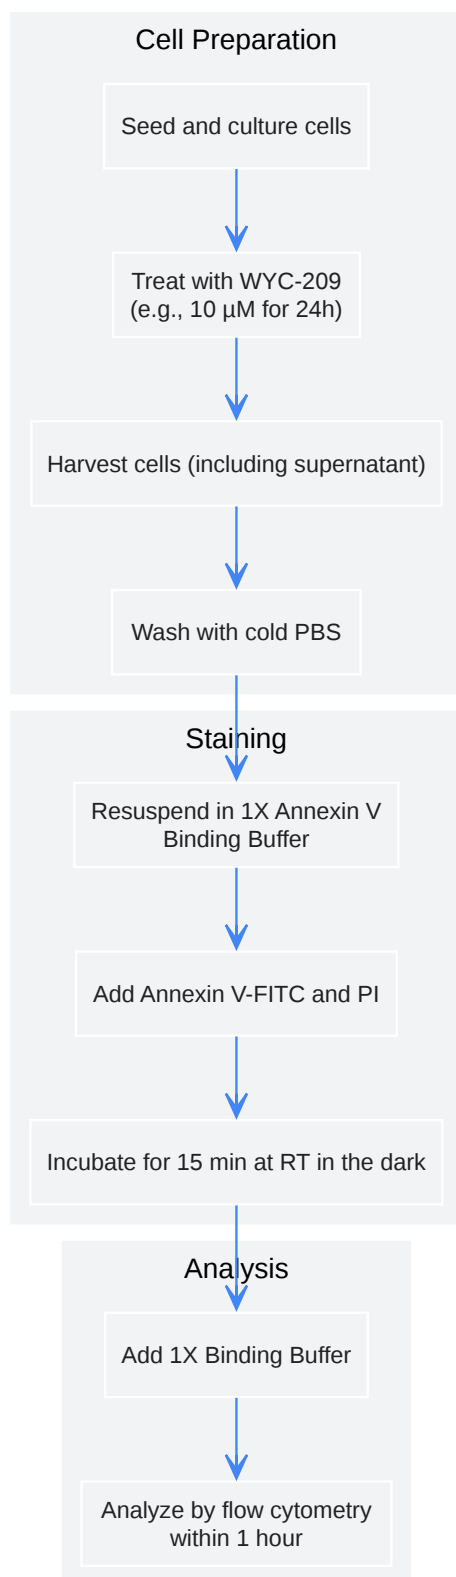 Cell Preparation
Seed and culture cells
Treat with WYC-209
(e.g., 10 µM for 24h)
Harvest cells (including supernatant)
Wash with cold PBS
Staining
Resuspend in 1X Annexin V
Binding Buffer
Add Annexin V-FITC and PI
Incubate for 15 min at RT in the dark
Analysis
Add 1X Binding Buffer
Analyze by flow cytometry
within 1 hour